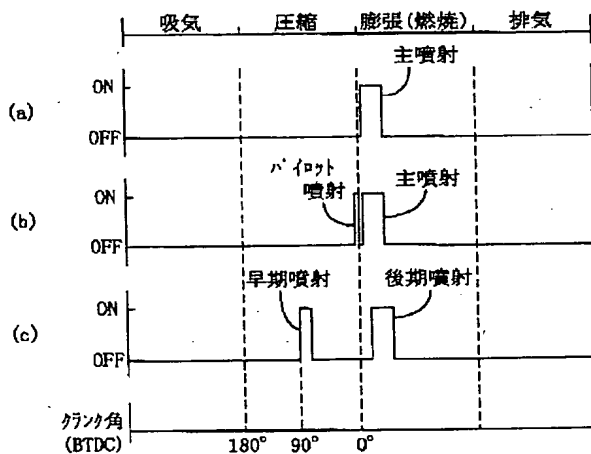 吸気 圧縮 膨張(燃焼) 排気
主噴射
(a) ON
OFF
パイロット
噴射
主噴射
(b) ON
OFF
早期噴射 後期噴射
(c) ON
OFF
クランク角
(BTDC) 180° 90° 0°